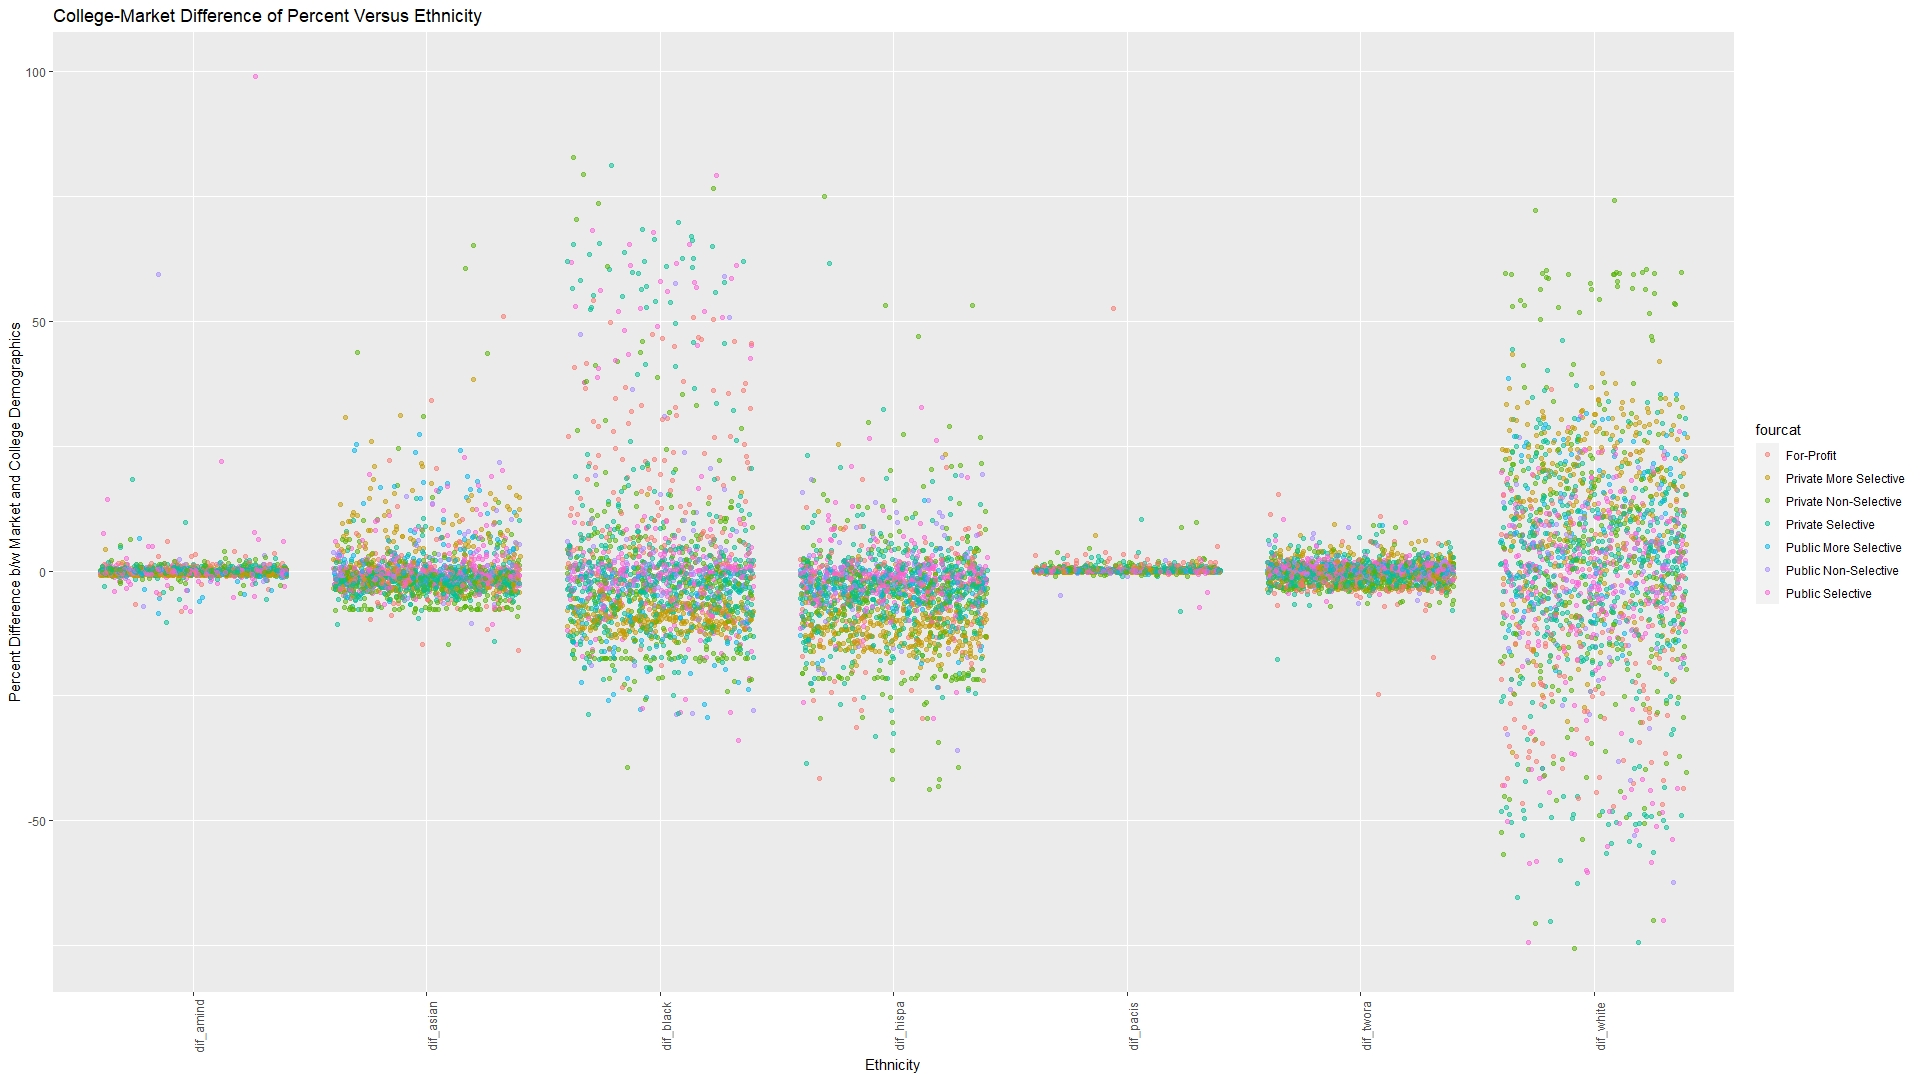 College-Market Difference of Percent Versus Ethnicity
Percent Difference b/w Market and College Demographics
100
50
0
-50
dif_amind
dif_asian
dif_black
dif_hispa
dif_pacis
dif_twora
dif_white
Ethnicity
fourcat
For-Profit
Private More Selective
Private Non-Selective
Private Selective
Public More Selective
Public Non-Selective
Public Selective